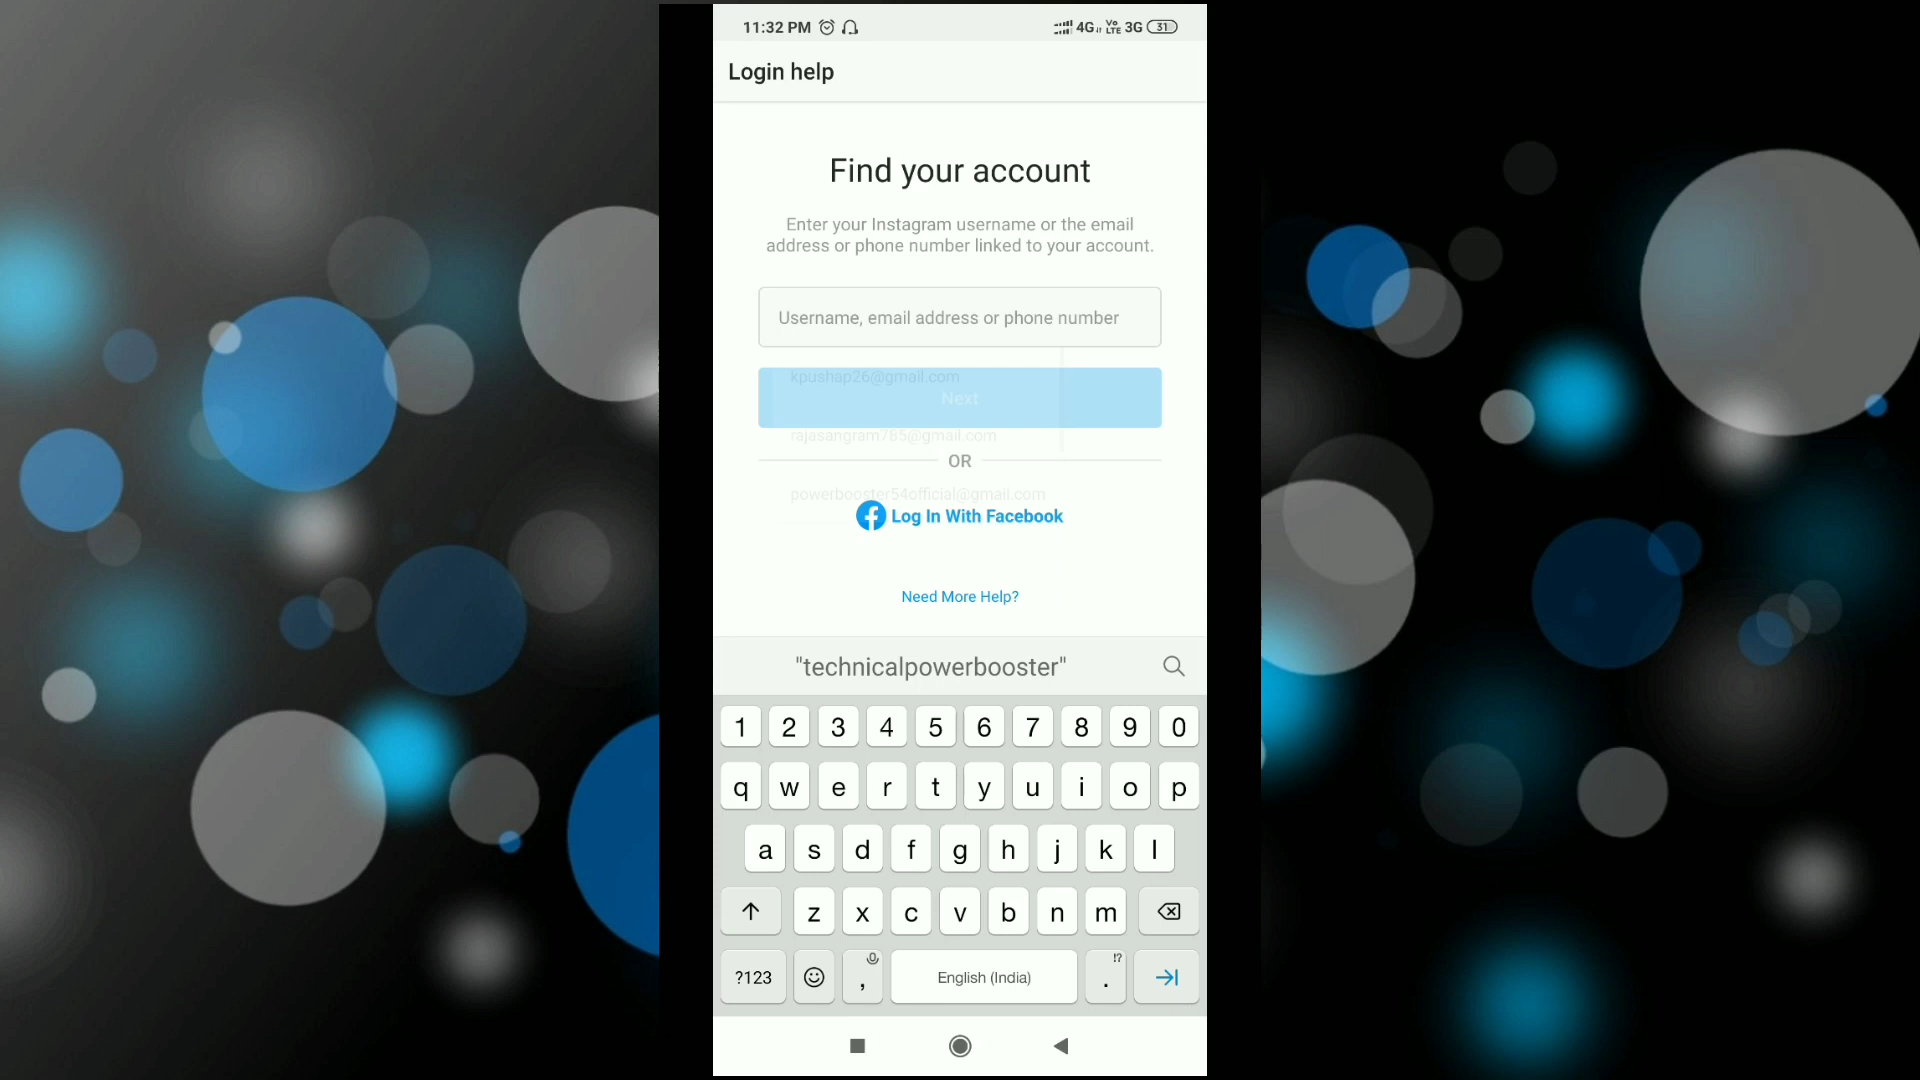 11:32 PM 4G VoLTE 3G 31
Login help
Find your account
Enter your Instagram username or the email
address or phone number linked to your account.
Username, email address or phone number
kpushap26@gmail.com
Next
rajasangram785@gmail.com
OR
powerbooster54official@gmail.com
Log In With Facebook
Need More Help?
"technicalpowerbooster"
1 2 3 4 5 6 7 8 9 0
q w e r t y u i o p
a s d f g h j k l
z x c v b n m
?123 , English (India) . !?